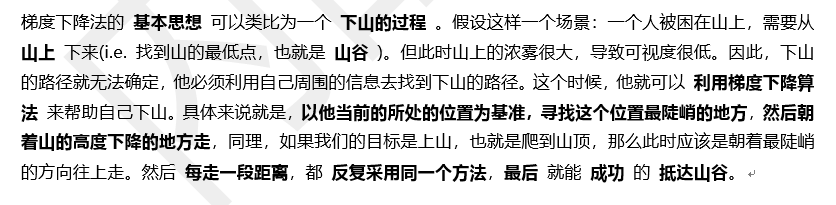 梯度下降法的 基本思想 可以类比为一个 下山的过程 。假设这样一个场景：一个人被困在山上，需要从
山上 下来(i.e. 找到山的最低点，也就是 山谷 )。但此时山上的浓雾很大，导致可视度很低。因此，下山
的路径就无法确定，他必须利用自己周围的信息去找到下山的路径。这个时候，他就可以 利用梯度下降算
法 来帮助自己下山。具体来说就是，以他当前的所处的位置为基准，寻找这个位置最陡峭的地方，然后朝
着山的高度下降的地方走，同理，如果我们的目标是上山，也就是爬到山顶，那么此时应该是朝着最陡峭
的方向往上走。然后 每走一段距离，都 反复采用同一个方法，最后 就能 成功 的 抵达山谷。